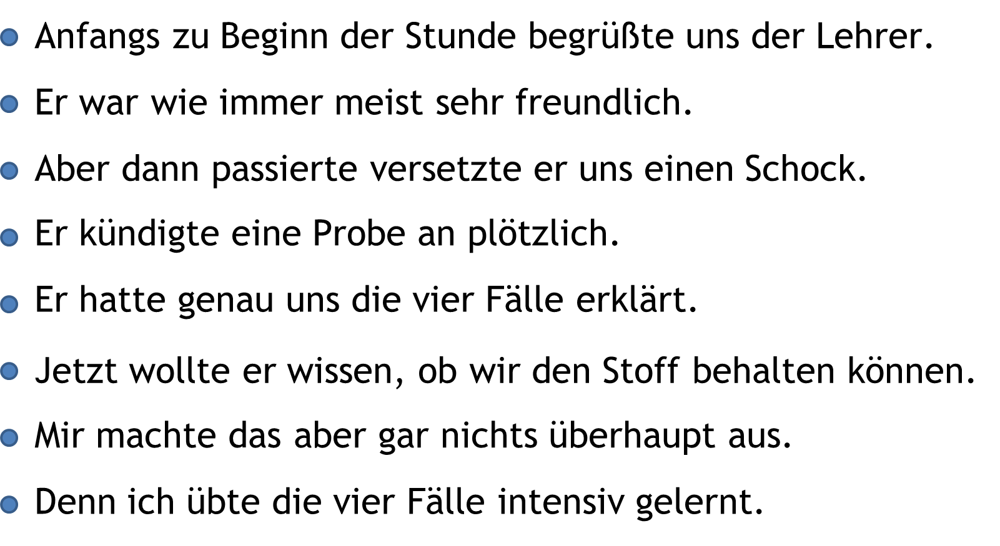 Anfangs zu Beginn der Stunde begrüßte uns der Lehrer.
Er war wie immer meist sehr freundlich.
Aber dann passierte versetzte er uns einen Schock.
Er kündigte eine Probe an plötzlich.
Er hatte genau uns die vier Fälle erklärt.
Jetzt wollte er wissen, ob wir den Stoff behalten können.
Mir machte das aber gar nichts überhaupt aus.
Denn ich übte die vier Fälle intensiv gelernt.